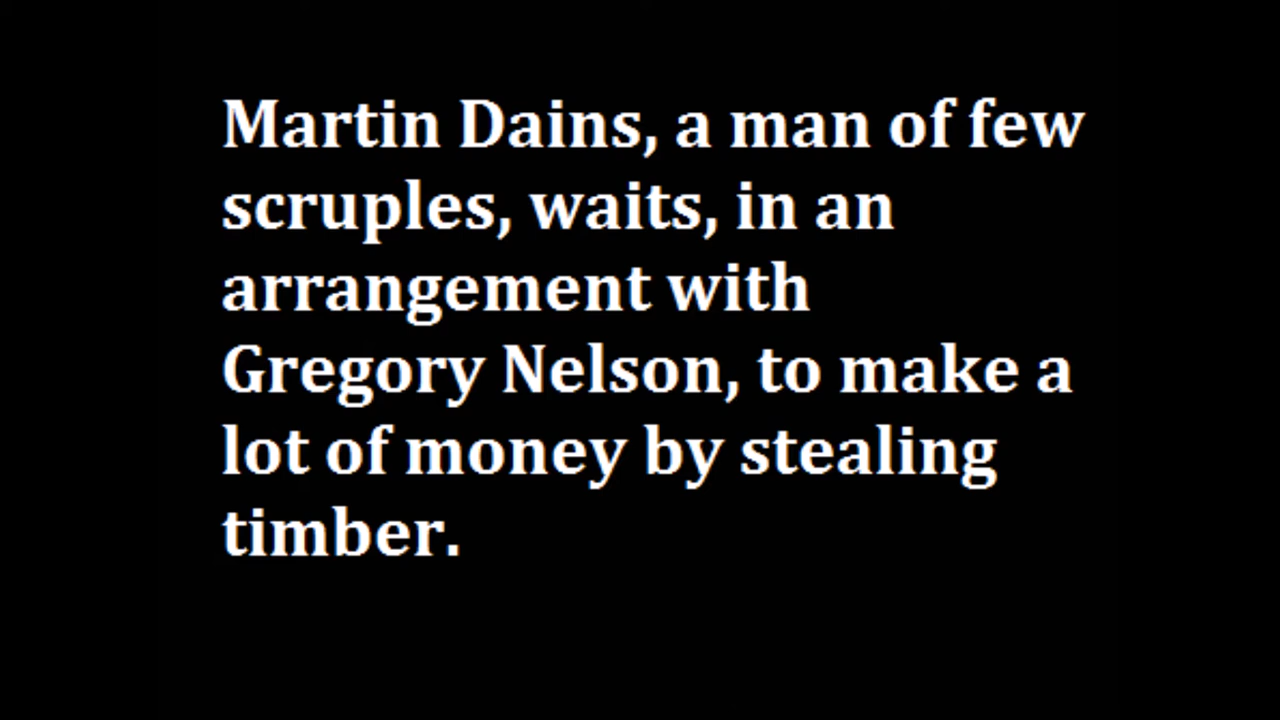 Martin Dains, a man of few
scruples, waits, in an
arrangement with
Gregory Nelson, to make a
lot of money by stealing
timber.